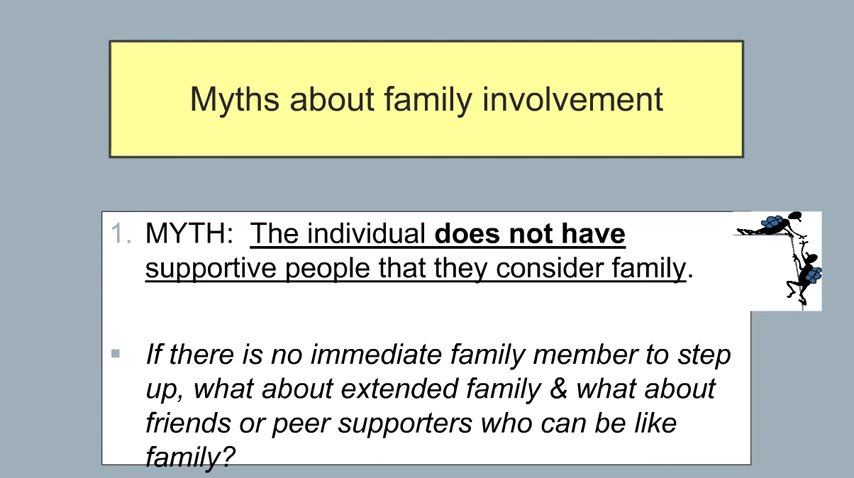 Myths about family involvement
1. MYTH: The individual does not have
supportive people that they consider family.
▪ If there is no immediate family member to step
up, what about extended family & what about
friends or peer supporters who can be like
family?